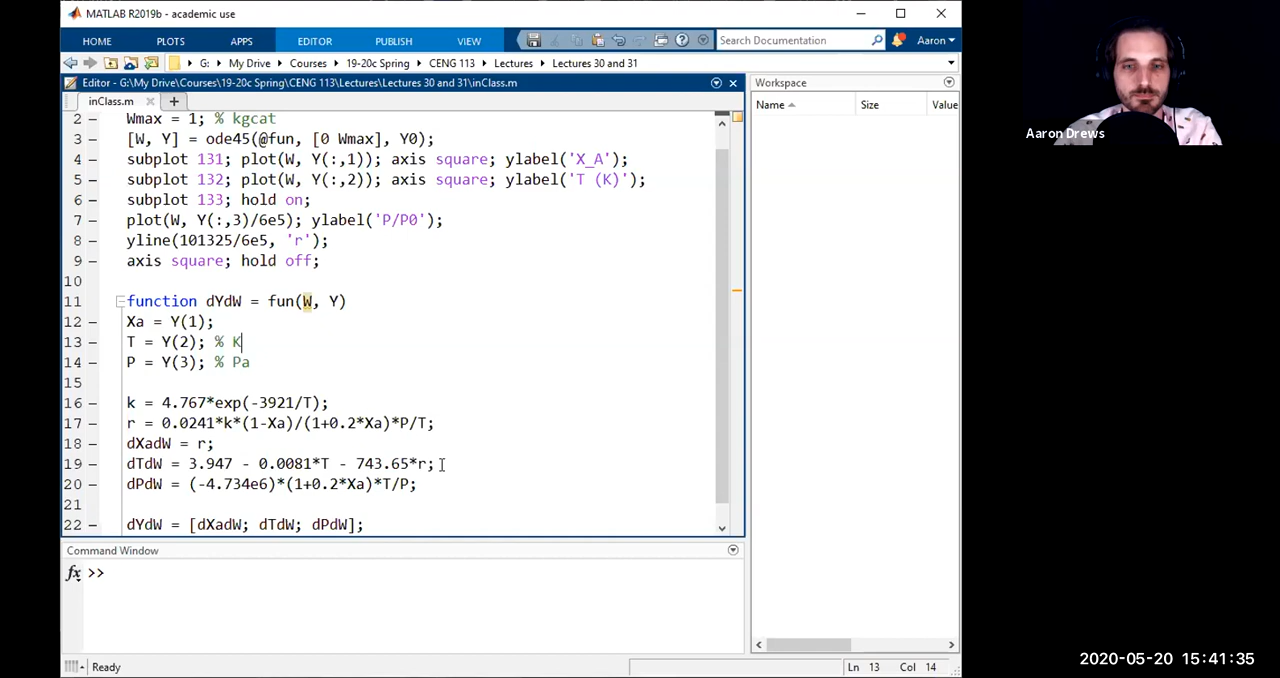 MATLAB R2019b - academic use
HOME PLOTS APPS EDITOR PUBLISH VIEW Search Documentation Aaron
G: My Drive Courses 19-20c Spring CENG 113 Lectures Lectures 30 and 31
Editor - G:\My Drive\Courses\19-20c Spring\CENG 113\Lectures\Lectures 30 and 31\inClass.m
inClass.m
2 Wmax = 1; % kgcat
3 [W, Y] = ode45(@fun, [0 Wmax], Y0);
4 subplot 131; plot(W, Y(:,1)); axis square; ylabel('X_A');
5 subplot 132; plot(W, Y(:,2)); axis square; ylabel('T (K)');
6 subplot 133; hold on;
7 plot(W, Y(:,3)/6e5); ylabel('P/P0');
8 yline(101325/6e5, 'r');
9 axis square; hold off;
10
11 function dYdW = fun(W, Y)
12 Xa = Y(1);
13 T = Y(2); % K
14 P = Y(3); % Pa
15
16 k = 4.767*exp(-3921/T);
17 r = 0.0241*k*(1-Xa)/(1+0.2*Xa)*P/T;
18 dXadW = r;
19 dTdW = 3.947 - 0.0081*T - 743.65*r;
20 dPdW = (-4.734e6)*(1+0.2*Xa)*T/P;
21
22 dYdW = [dXadW; dTdW; dPdW];
Command Window
fx >>
Ready
Ln 13 Col 14
Workspace
Name Size Value
Aaron Drews
2020-05-20 15:41:35